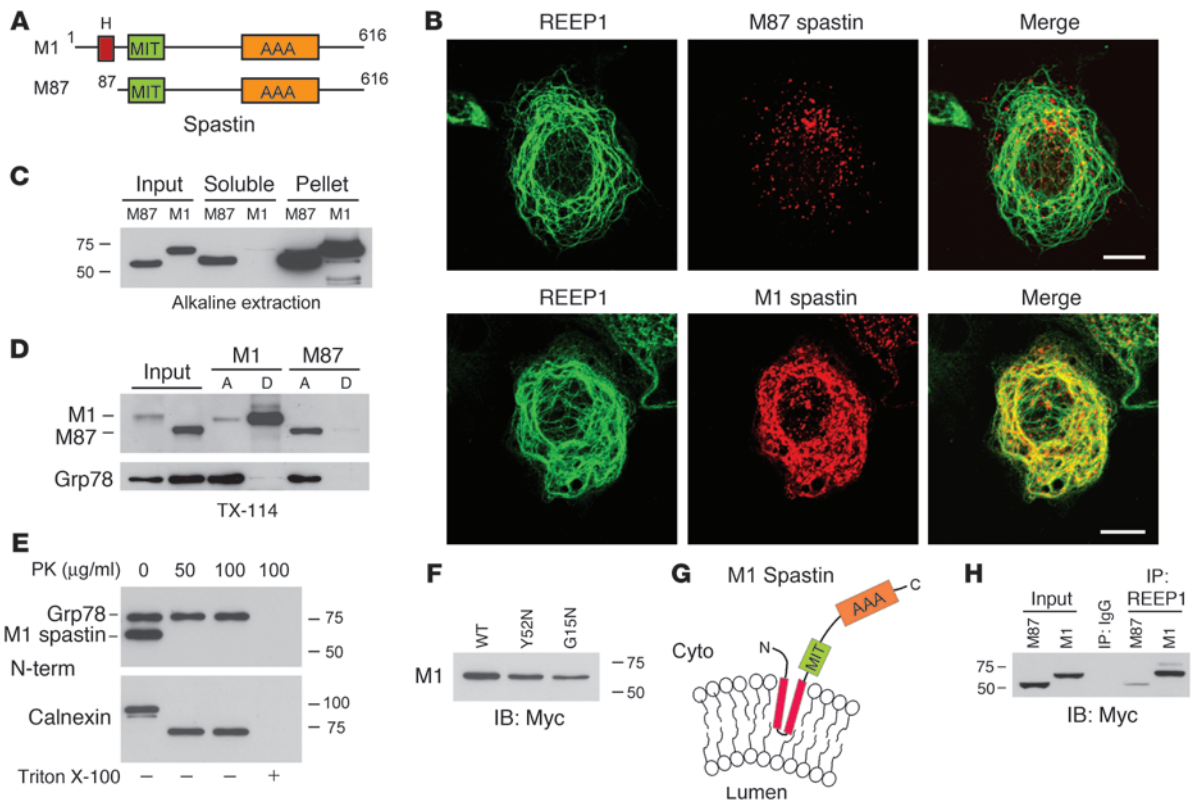 A
H
M1 1 MIT AAA 616
M87 87 MIT AAA 616
Spastin
B
REEP1 M87 spastin Merge
REEP1 M1 spastin Merge
C
Input Soluble Pellet
M87 M1 M87 M1 M87 M1
75 –
50 –
Alkaline extraction
D
Input M1 M87
A D A D
M1 –
M87 –
Grp78
TX-114
E
PK (μg/ml) 0 50 100 100
Grp78 –
– 75
M1 spastin –
– 50
N-term
Calnexin
– 100
– 75
Triton X-100 – – – +
F
WT Y52N G15N
M1
– 75
– 50
IB: Myc
G
M1 Spastin
C
AAA
MIT
N
Cyto
Lumen
H
Input IP: IgG IP: REEP1
M87 M1 M87 M1
75 –
50 –
IB: Myc